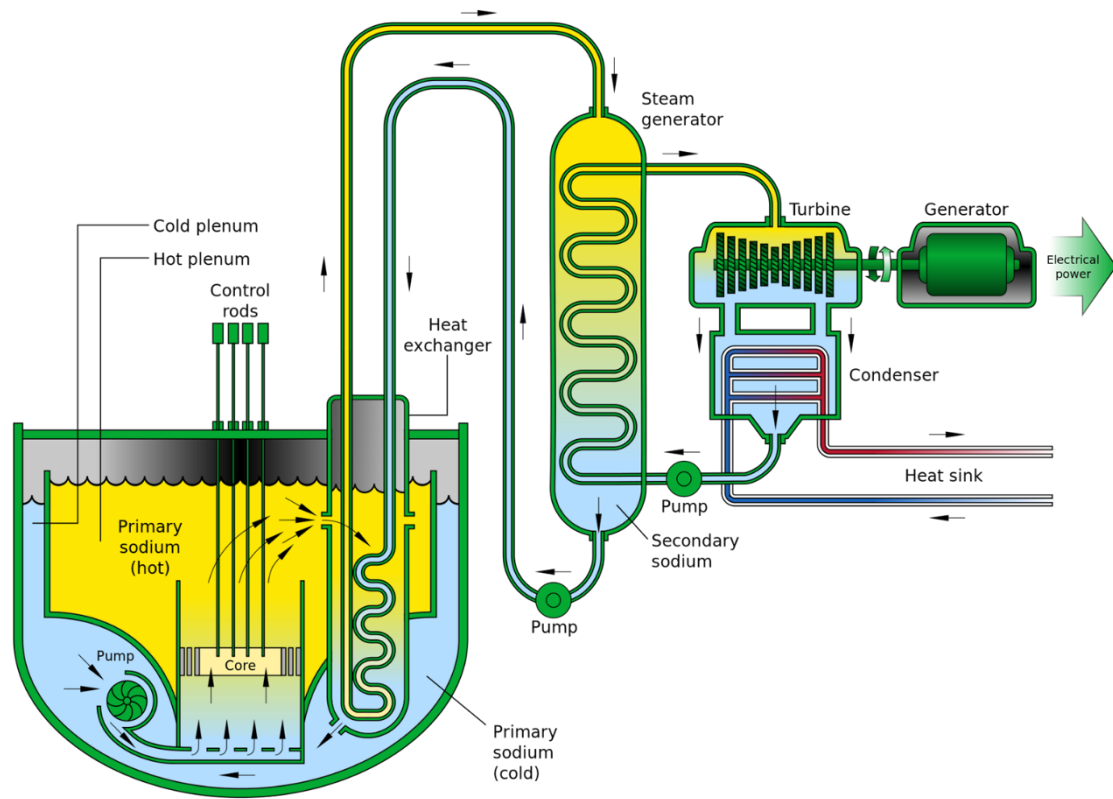 Steam
generator
Cold plenum
Hot plenum
Turbine
Generator
Electrical
power
Control
rods
Heat
exchanger
Condenser
Heat sink
Pump
Primary
sodium
(hot)
Secondary
sodium
Pump
Pump
Core
Primary
sodium
(cold)